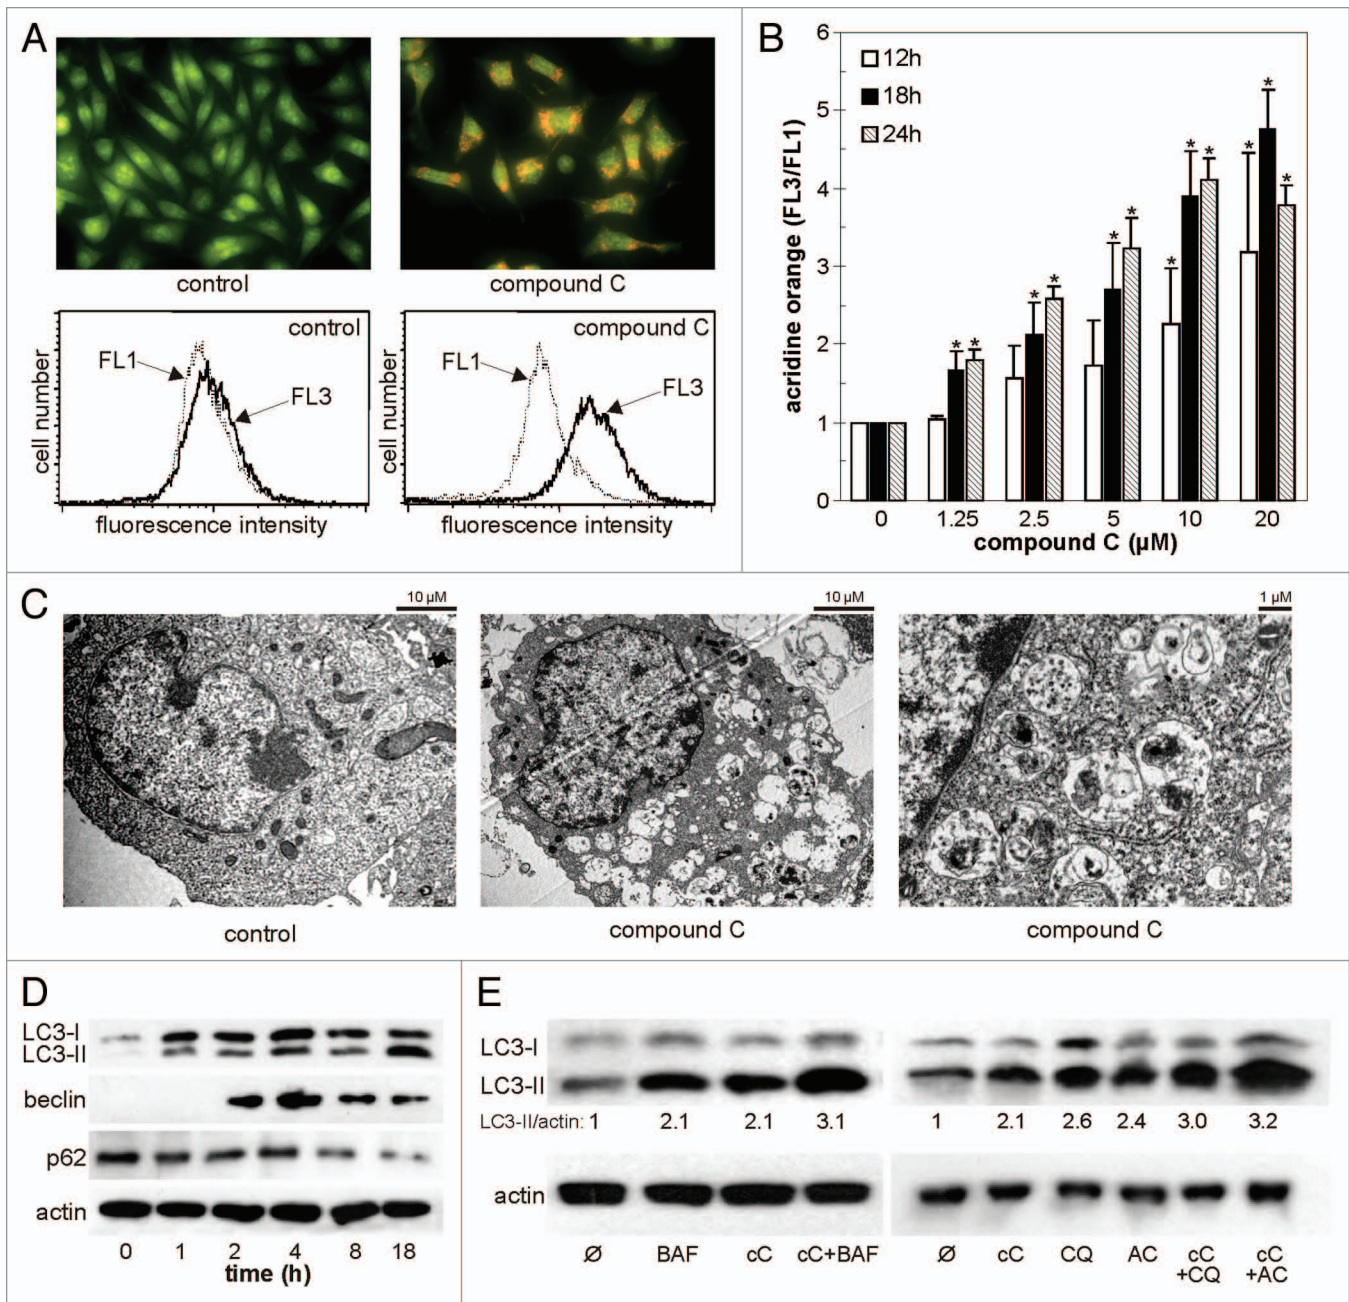 A
control
compound C
control
FL1
FL3
cell number
fluorescence intensity
compound C
FL1
FL3
cell number
fluorescence intensity
B
6
5
4
3
2
1
0
acridine orange (FL3/FL1)
12h
18h
24h
* *
* *
* *
* * *
* * *
0 1.25 2.5 5 10 20
compound C (µM)
C
10 µM
10 µM
1 µM
control
compound C
compound C
D
LC3-I
LC3-II
beclin
p62
actin
0 1 2 4 8 18
time (h)
E
LC3-I
LC3-II
LC3-II/actin: 1 2.1 2.1 3.1 1 2.1 2.6 2.4 3.0 3.2
actin
Ø BAF cC cC+BAF Ø cC CQ AC cC +CQ cC +AC